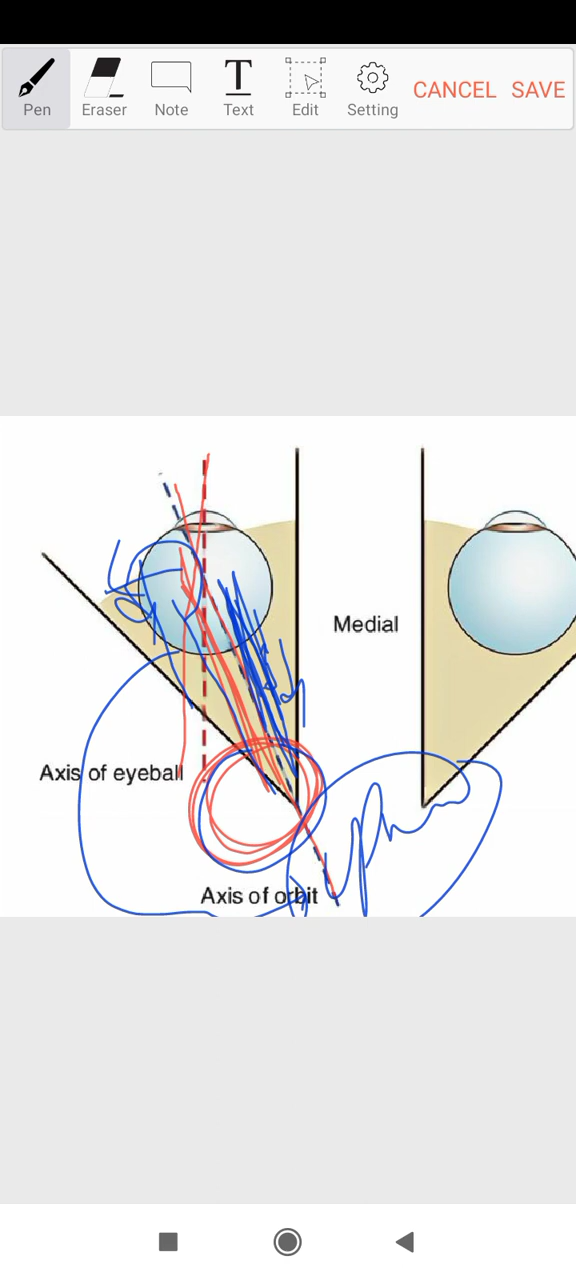 Pen Eraser Note Text Edit Setting CANCEL SAVE
T
Medial
Axis of eyeball
Axis of orbit